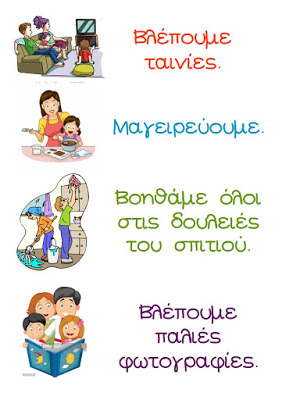 Βλέπουμε
ταινίες.
Μαγειρεύουμε.
Βοηθάμε όλοι
στις δουλειές
του σπιτιού.
Βλέπουμε
παλιές
φωτογραφίες.